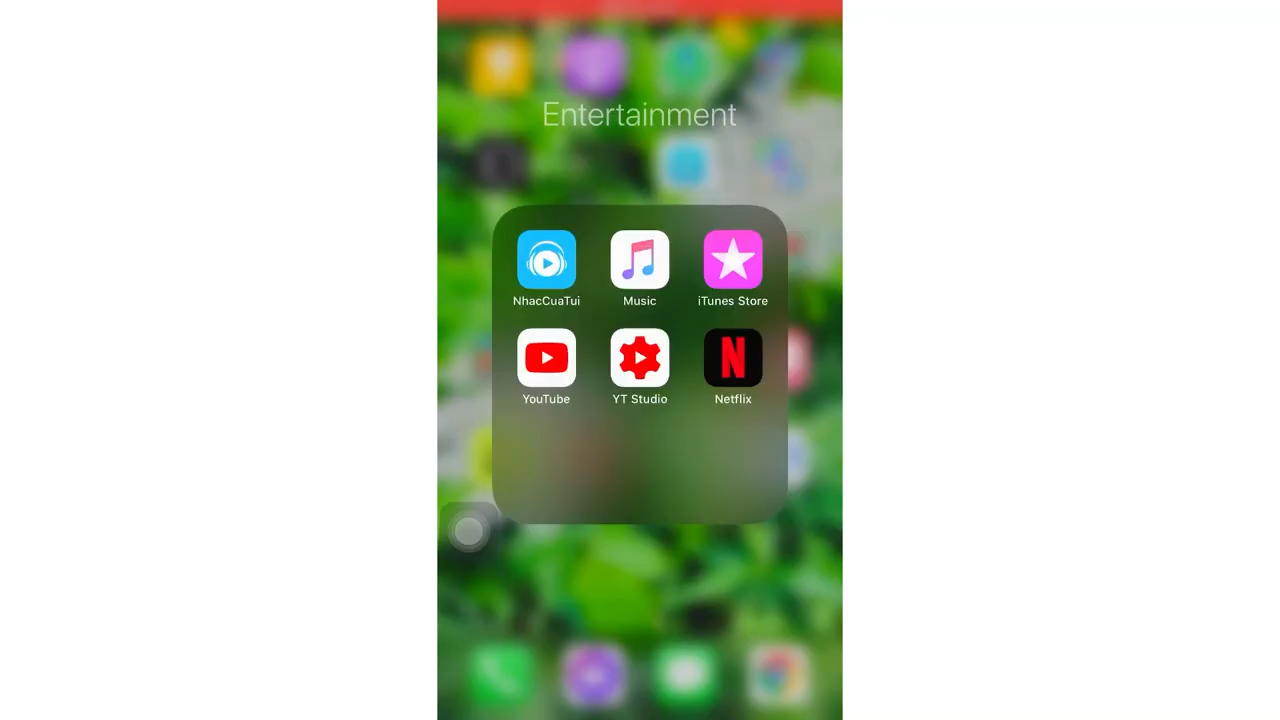 Entertainment
NhacCuaTui
Music
iTunes Store
YouTube
YT Studio
Netflix